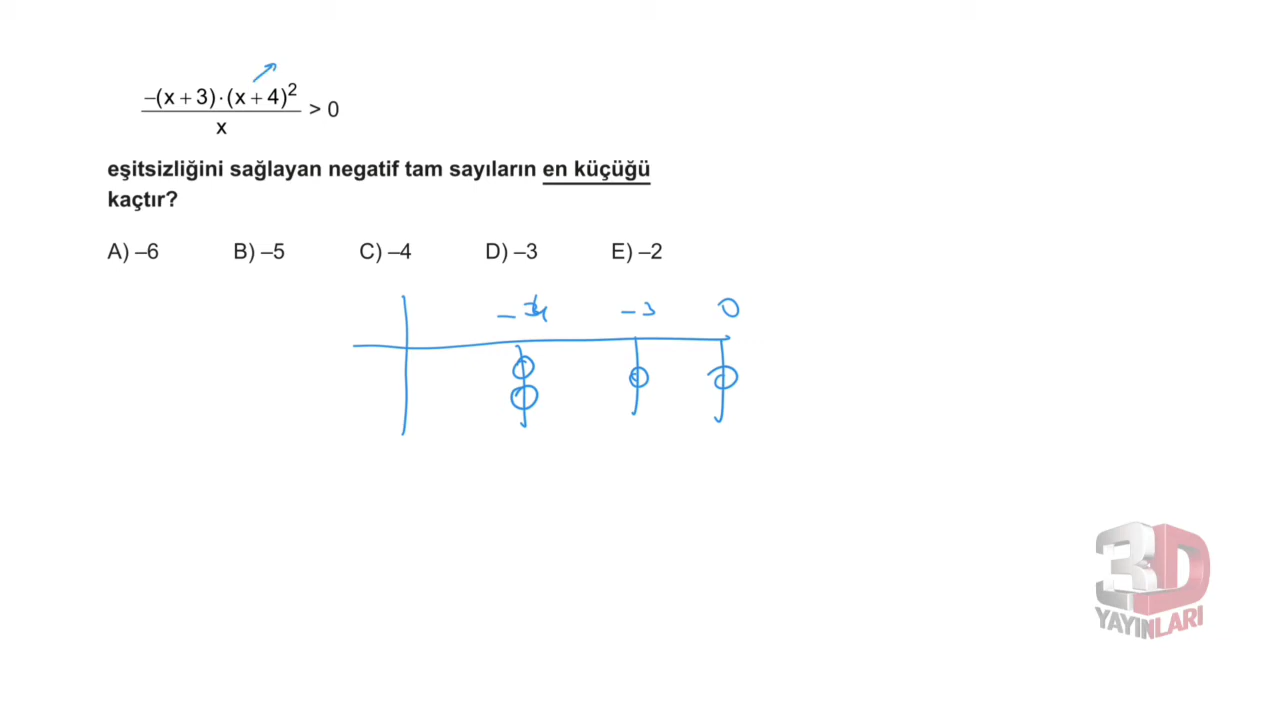 –(x + 3) · (x + 4)²
x
> 0
eşitsizliğini sağlayan negatif tam sayıların en küçüğü
kaçtır?
A) –6 B) –5 C) –4 D) –3 E) –2
–4 –3 0
3D
YAYINLARI